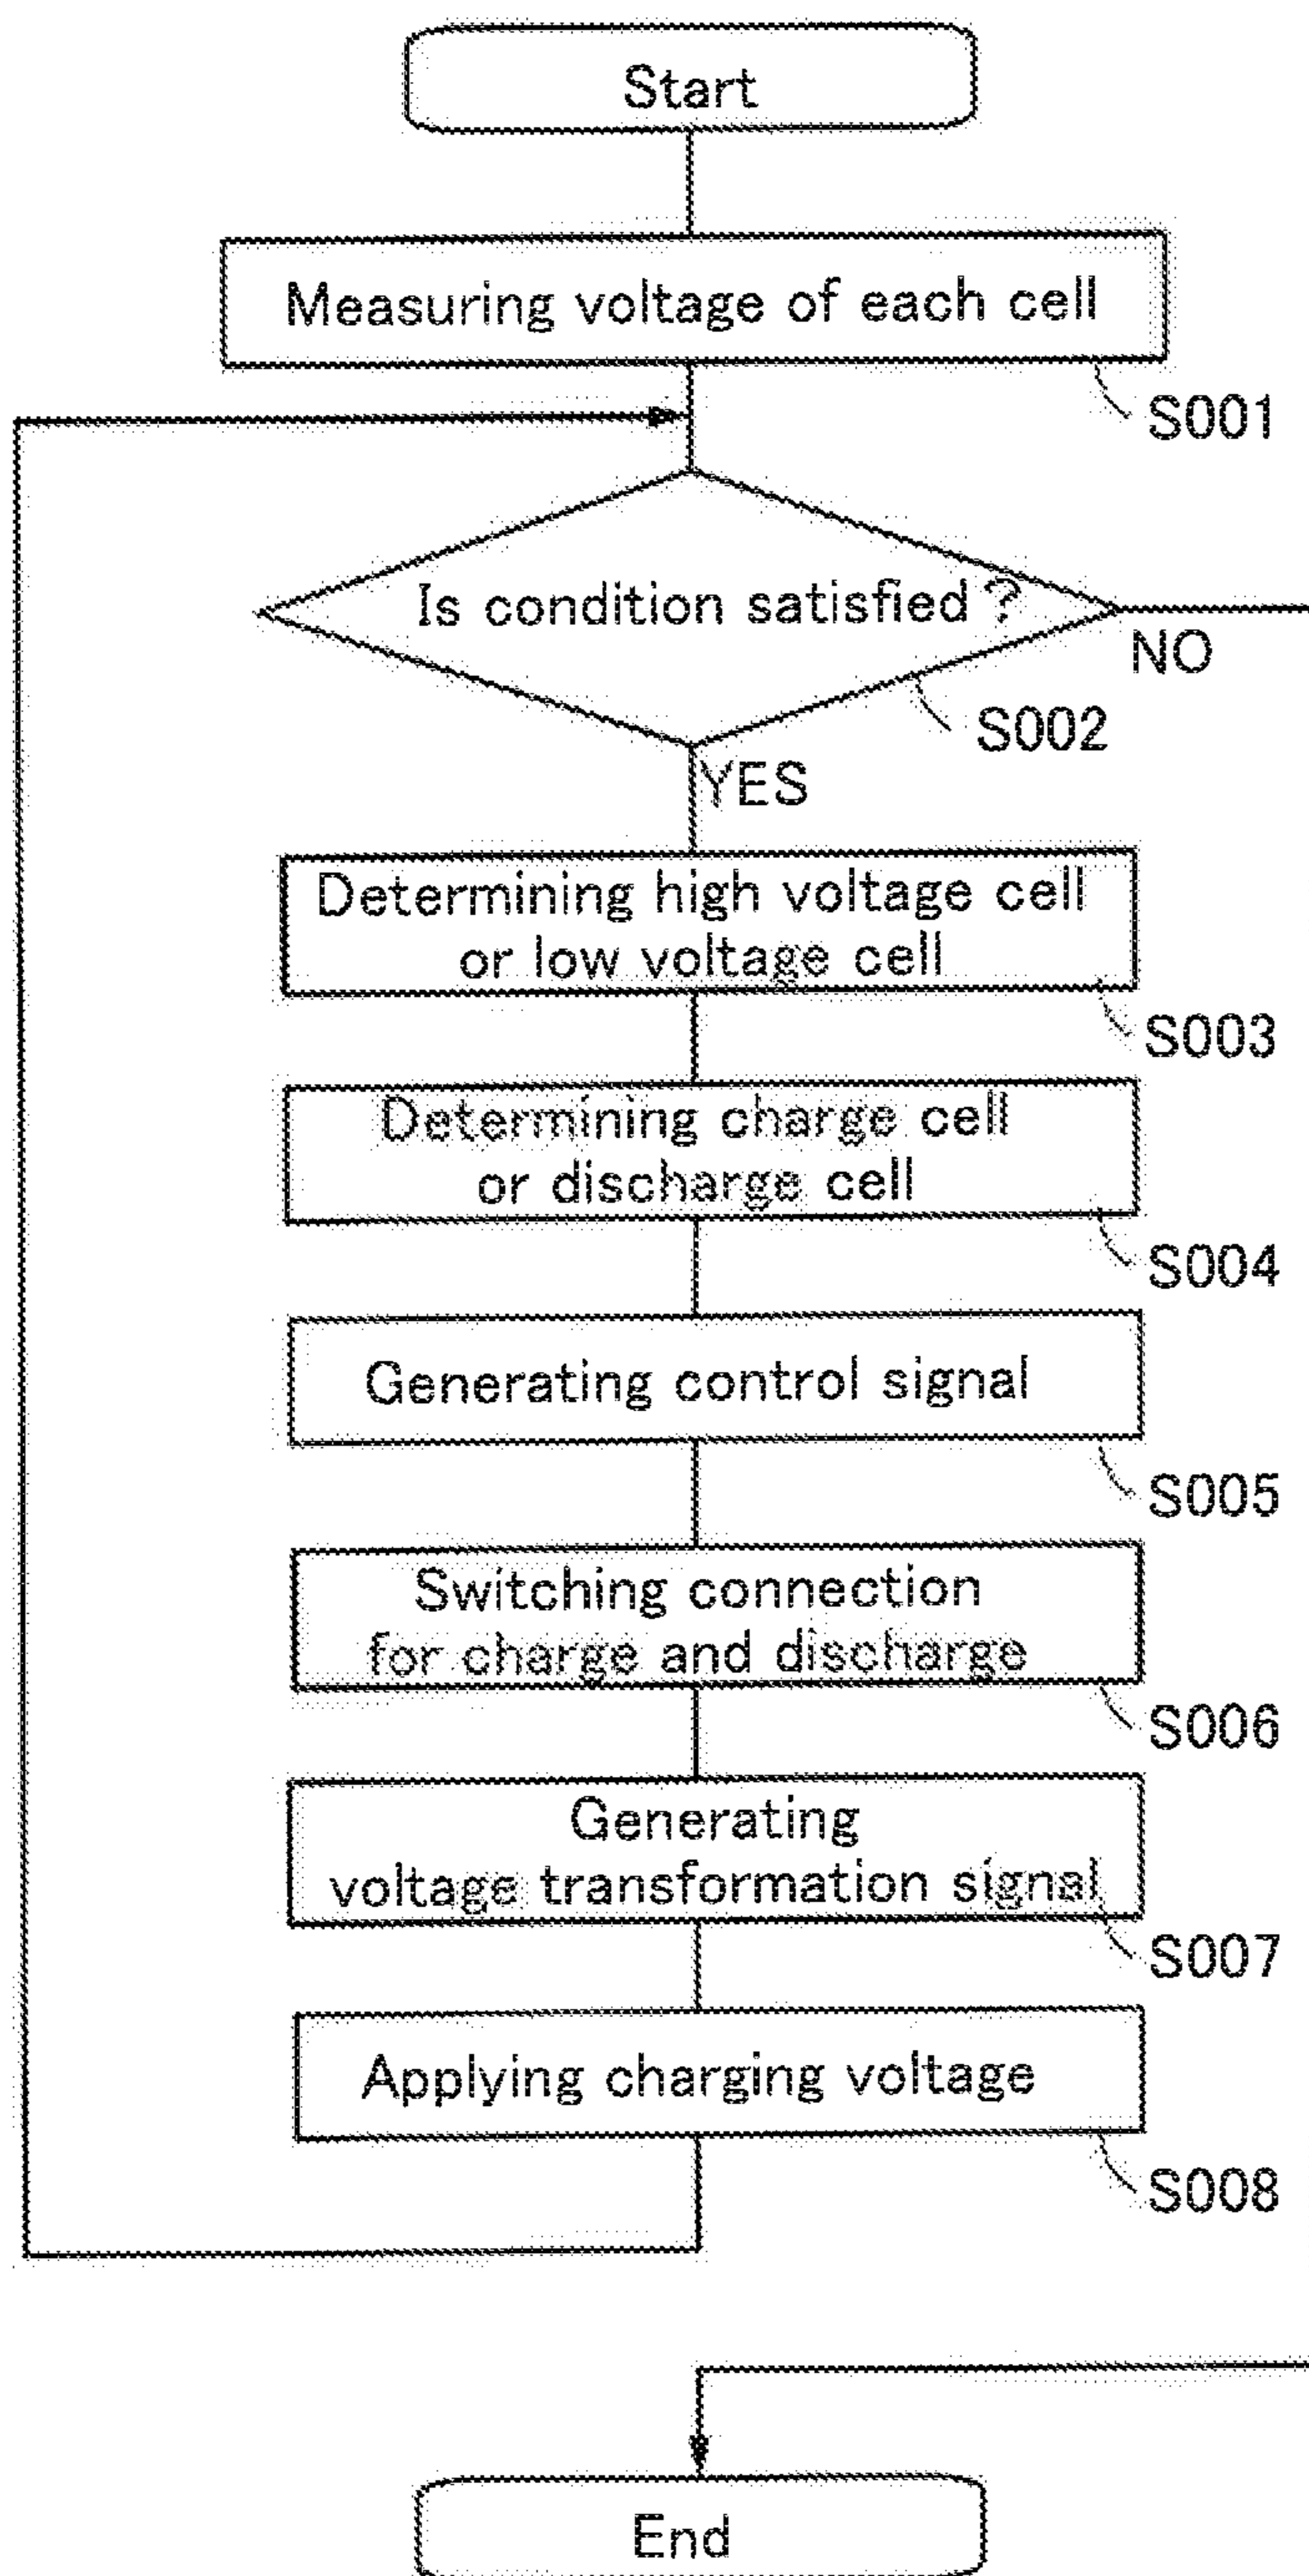 Start
Measuring voltage of each cell
S001
Is condition satisfied ?
NO
S002
YES
Determining high voltage cell
or low voltage cell
S003
Determining charge cell
or discharge cell
S004
Generating control signal
S005
Switching connection
for charge and discharge
S006
Generating
voltage transformation signal
S007
Applying charging voltage
S008
End